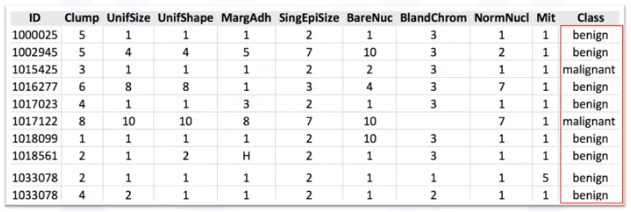 ID Clump UnifSize UnifShape MargAdh SingEpiSize BareNuc BlandChrom NormNucl Mit Class
1000025 5 1 1 1 2 1 3 1 1 benign
1002945 5 4 4 5 7 10 3 2 1 benign
1015425 3 1 1 1 2 2 3 1 1 malignant
1016277 6 8 8 1 3 4 3 7 1 benign
1017023 4 1 1 3 2 1 3 1 1 benign
1017122 8 10 10 8 7 10 7 1 malignant
1018099 1 1 1 1 2 10 3 1 1 benign
1018561 2 1 2 H 2 1 3 1 1 benign
1033078 2 1 1 1 2 1 1 1 5 benign
1033078 4 2 1 1 2 1 2 1 1 benign